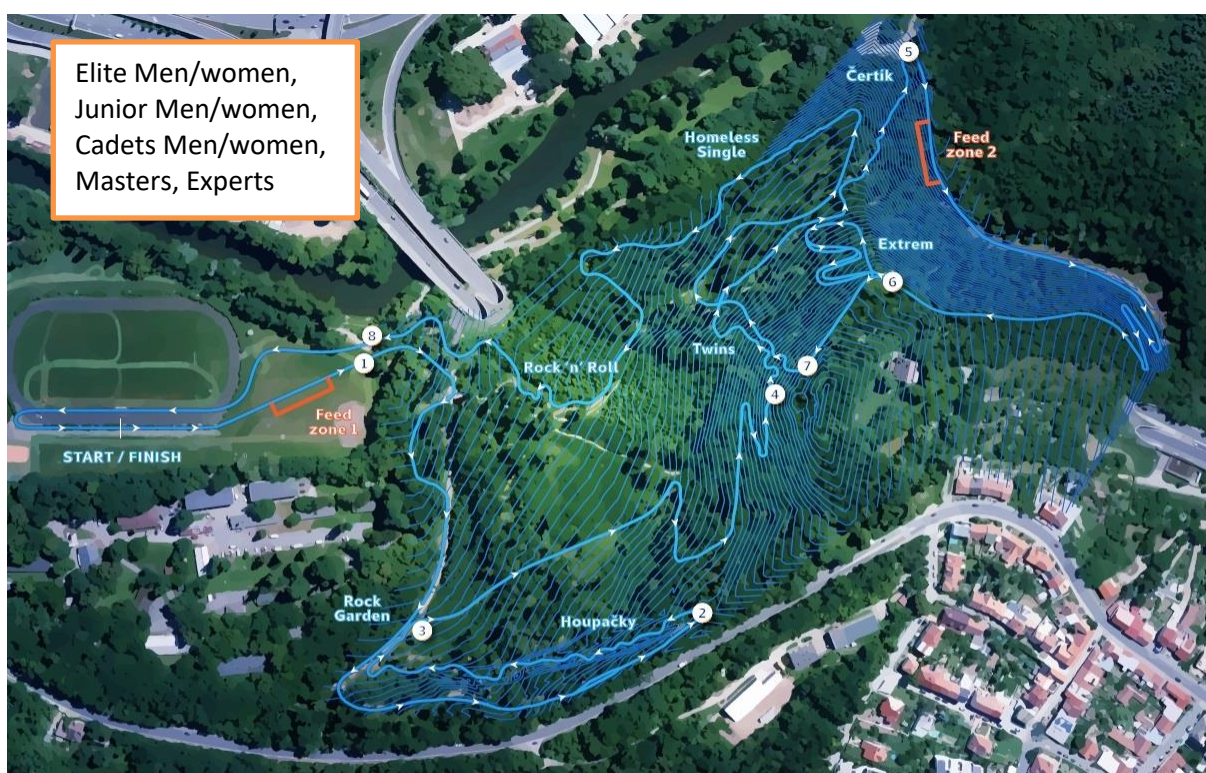 Elite Men/women,
Junior Men/women,
Cadets Men/women,
Masters, Experts
5
Čertík
Homeless
Single
Feed
zone 2
Extrem
6
8
1
Rock 'n' Roll
Twins
7
4
Feed
zone 1
START / FINISH
Rock
Garden
3
Houpačky
2